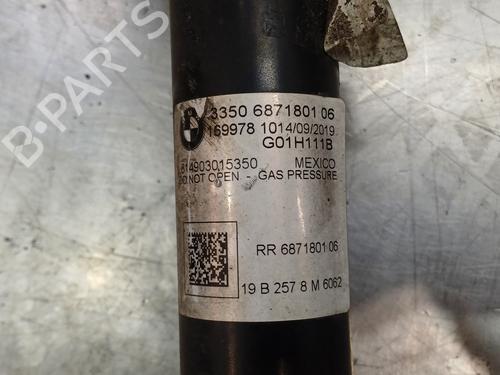 3350 6871801 06
169978 1014/09/2019
G01H111B
814903015350 MEXICO
DO NOT OPEN - GAS PRESSURE
RR 6871801 06
19 B 257 8 M 6062
B-PARTS